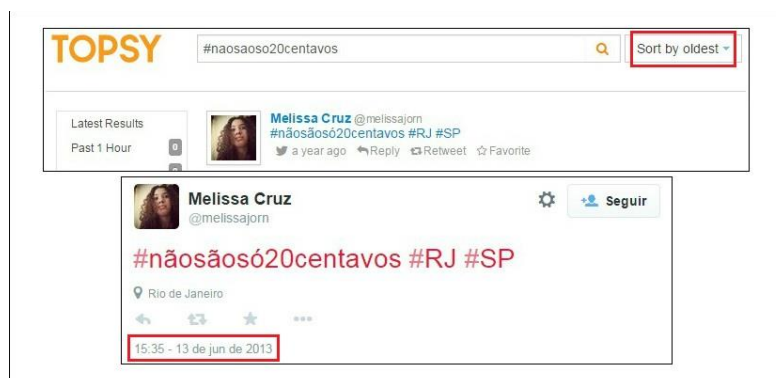 TOPSY
#naosaoso20centavos
Sort by oldest
Latest Results
Past 1 Hour 0
Melissa Cruz @melissajorn
#nãosãosó20centavos #RJ #SP
a year ago Reply Retweet Favorite
Melissa Cruz
@melissajorn
Seguir
#nãosãosó20centavos #RJ #SP
Rio de Janeiro
15:35 - 13 de jun de 2013